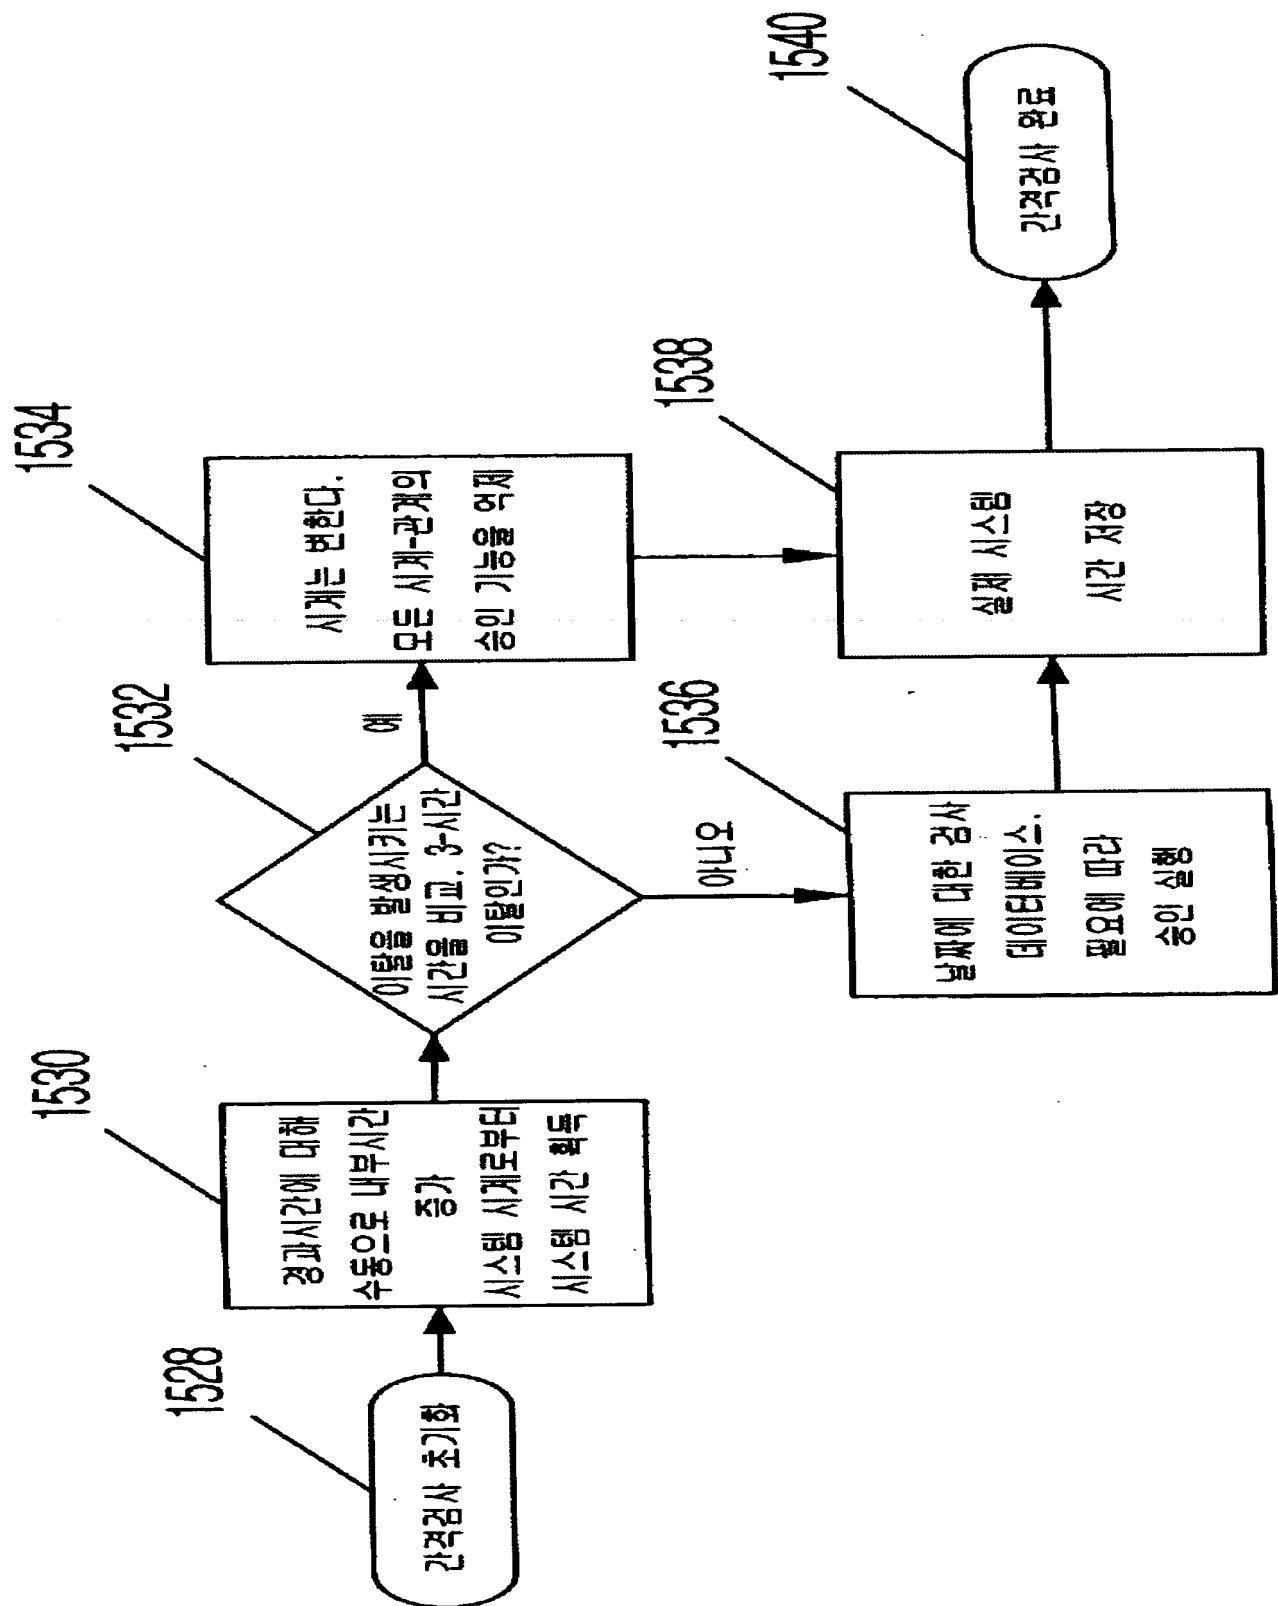 1528
간격검사 초기화
1530
경과시간에 대해
수동으로 내부시간
증가
시스템 시계로부터
시스템 시간 획득
1532
이탈을 발생시키는
시간을 비교. 3-시간
이탈인가?
예
아니요
1534
시계는 변한다.
모든 시계-관계의
승인 기능을 제거
1536
날짜에 대한 검사
데이터베이스.
필요에 따라
승인 수행
1538
실제 시스템
시간 저장
1540
간격검사 완료